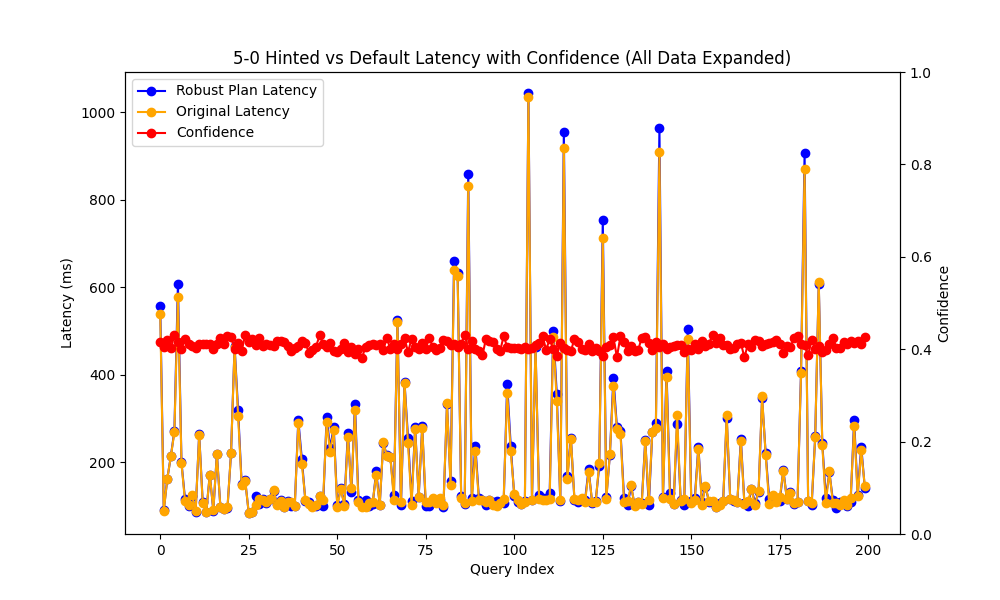 5-0 Hinted vs Default Latency with Confidence (All Data Expanded)
Robust Plan Latency
Original Latency
Confidence
1000
800
600
400
200
Latency (ms)
1.0
0.8
0.6
0.4
0.2
0.0
Confidence
0 25 50 75 100 125 150 175 200
Query Index